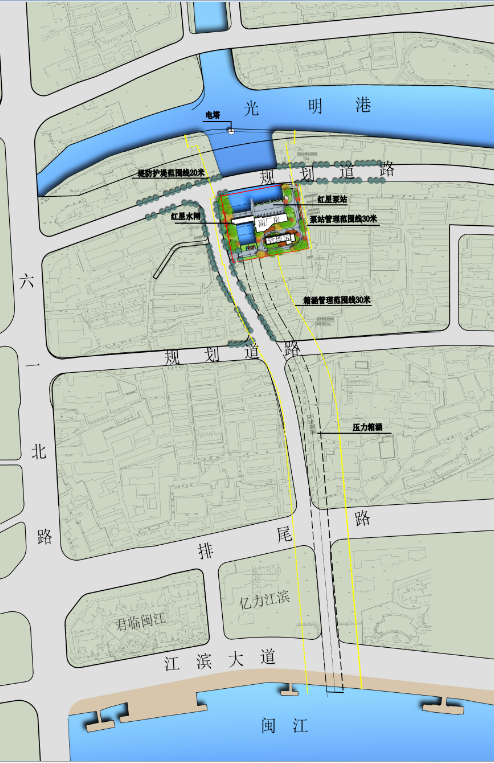 光 明 港
电塔
规 划 道 路
堤防护堤范围线20米
红星泵站
红星水闸
泵站管理范围线30米
六 一 北 路
箱涵管理范围线30米
规 划 道 路
压力箱涵
排 尾 路
亿力江滨
君临闽江
江 滨 大 道
闽 江